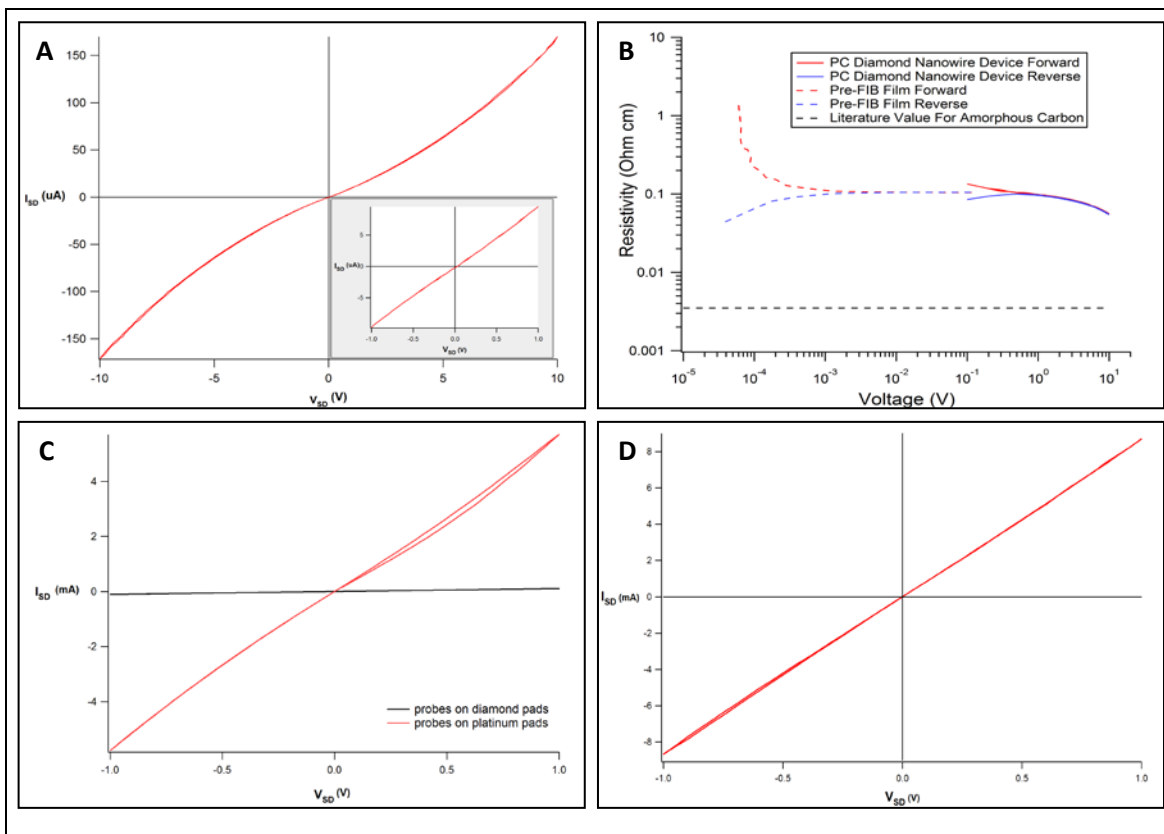 A
150
100
50
I_SD (uA)
0
-50
-100
-150
-10
-5
0
5
10
V_SD (V)
5
I_SD (uA)
0
-5
-1.0
-0.5
0.0
0.5
1.0
V_SD (V)
B
PC Diamond Nanowire Device Forward
PC Diamond Nanowire Device Reverse
Pre-FIB Film Forward
Pre-FIB Film Reverse
Literature Value For Amorphous Carbon
Resistivity (Ohm cm)
10
1
0.1
0.01
0.001
10^-5
10^-4
10^-3
10^-2
10^-1
10^0
10^1
Voltage (V)
C
4
2
I_SD (mA)
0
-2
-4
probes on diamond pads
probes on platinum pads
-1.0
-0.5
0.0
0.5
1.0
V_SD (V)
D
8
6
4
2
I_SD (mA)
0
-2
-4
-6
-8
-1.0
-0.5
0.0
0.5
1.0
V_SD (V)